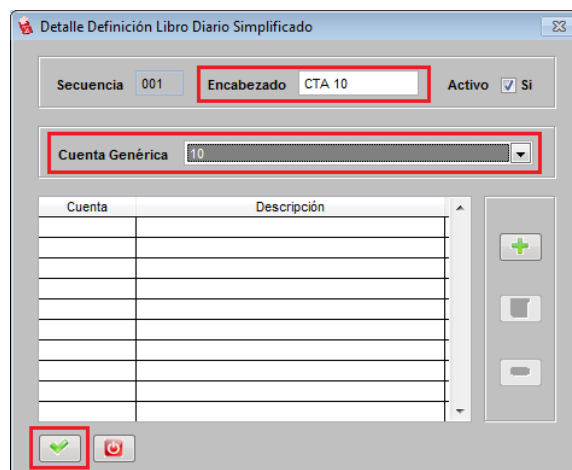 Detalle Definición Libro Diario Simplificado
Secuencia 001 Encabezado CTA 10 Activo Si
Cuenta Genérica 10
Cuenta Descripción